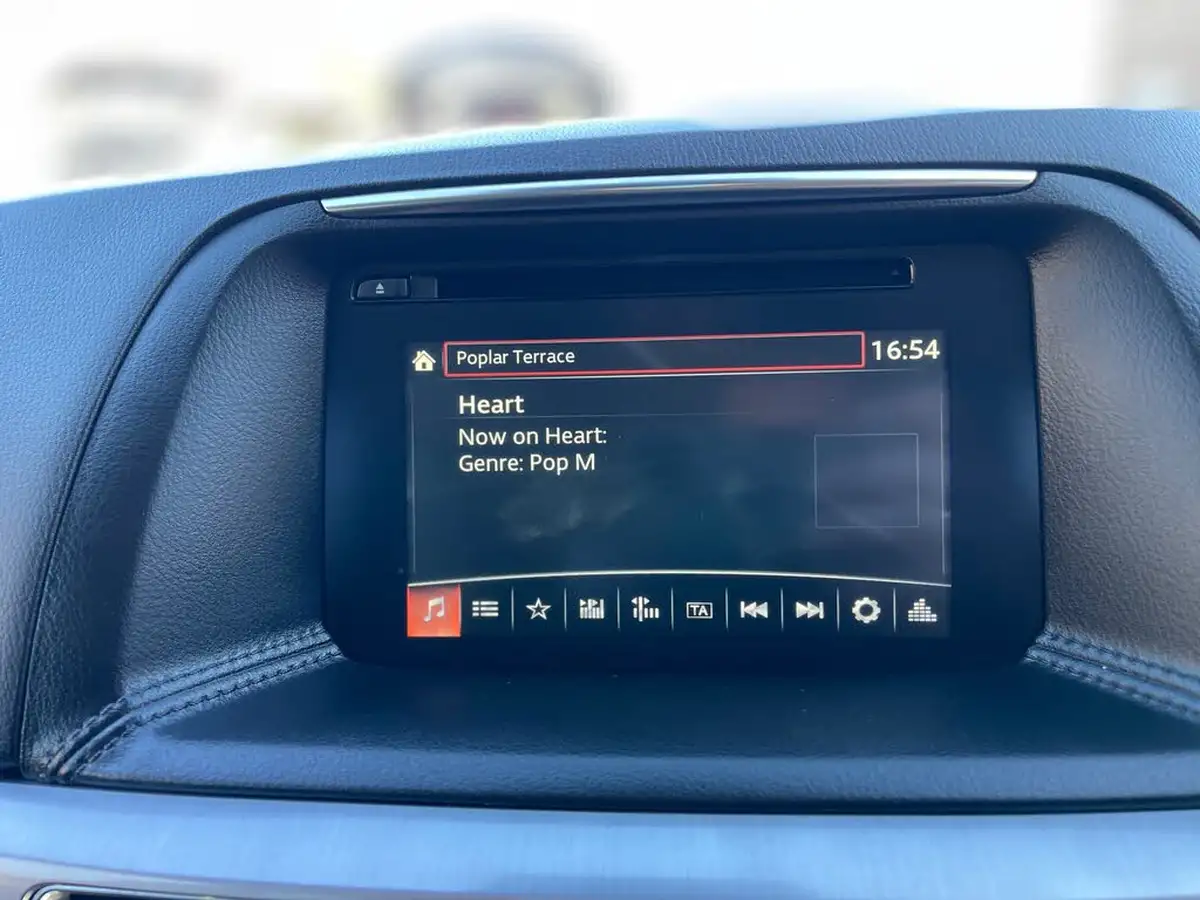 Poplar Terrace
16:54
Heart
Now on Heart:
Genre: Pop M
TA